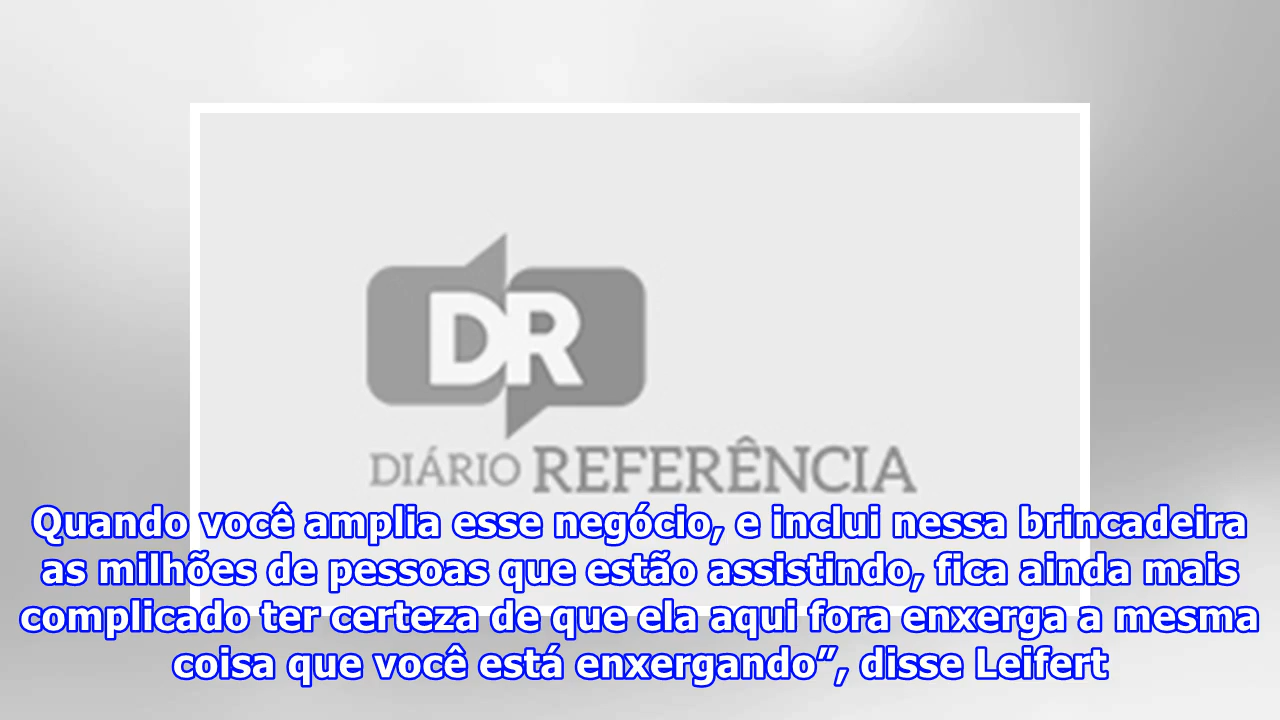 DR
DIÁRIO REFERÊNCIA
Quando você amplia esse negócio, e inclui nessa brincadeira
as milhões de pessoas que estão assistindo, fica ainda mais
complicado ter certeza de que ela aqui fora enxerga a mesma
coisa que você está enxergando”, disse Leifert